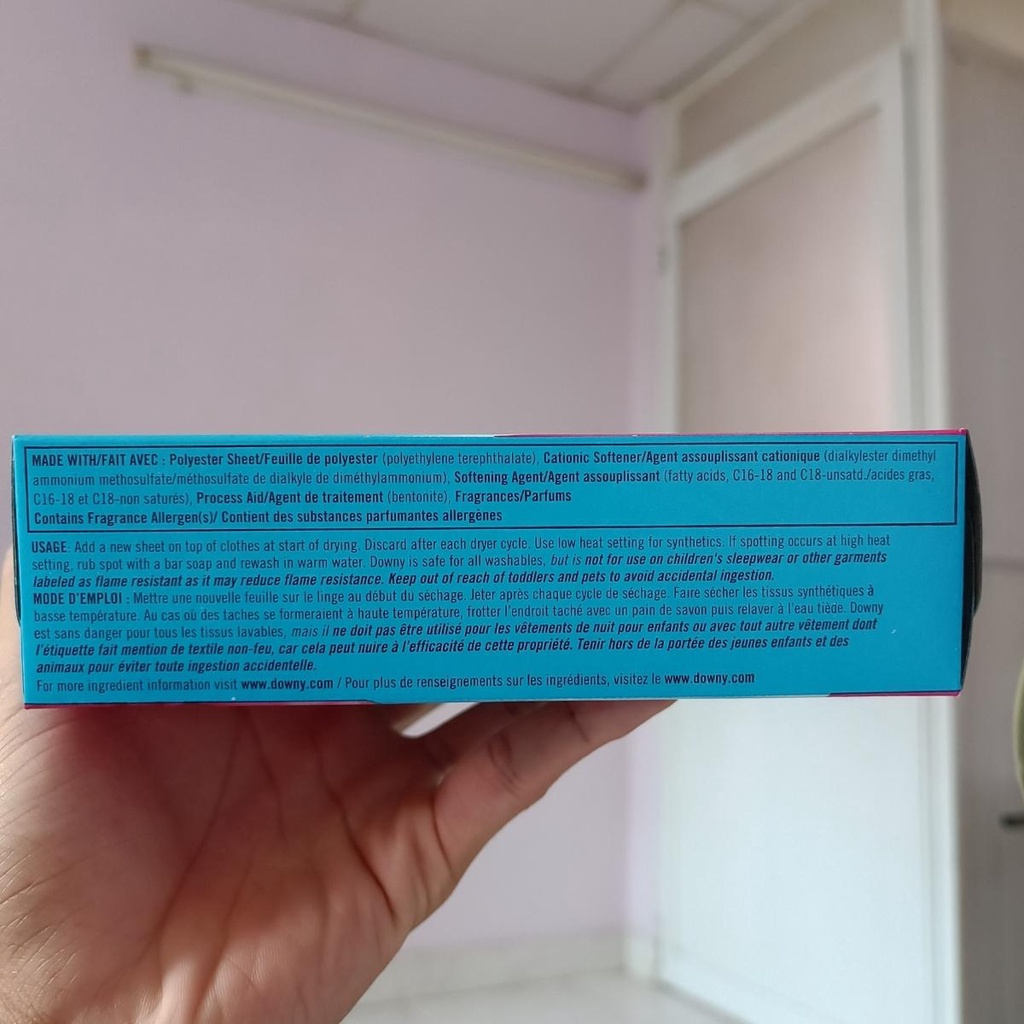 MADE WITH/FAIT AVEC : Polyester Sheet/Feuille de polyester (polyethylene terephthalate), Cationic Softener/Agent assouplissant cationique (dialkylester dimethyl
ammonium methosulfate/méthosulfate de dialkyle de diméthylammonium), Softening Agent/Agent assouplissant (fatty acids, C16-18 and C18-unsatd./acides gras,
C16-18 et C18-non saturés), Process Aid/Agent de traitement (bentonite), Fragrances/Parfums
Contains Fragrance Allergen(s)/ Contient des substances parfumantes allergènes
USAGE: Add a new sheet on top of clothes at start of drying. Discard after each dryer cycle. Use low heat setting for synthetics. If spotting occurs at high heat
setting, rub spot with a bar soap and rewash in warm water. Downy is safe for all washables, but is not for use on children's sleepwear or other garments
labeled as flame resistant as it may reduce flame resistance. Keep out of reach of toddlers and pets to avoid accidental ingestion.
MODE D'EMPLOI : Mettre une nouvelle feuille sur le linge au début du séchage. Jeter après chaque cycle de séchage. Faire sécher les tissus synthétiques à
basse température. Au cas où des taches se formeraient à haute température, frotter l'endroit taché avec un pain de savon puis relaver à l'eau tiède. Downy
est sans danger pour tous les tissus lavables, mais il ne doit pas être utilisé pour les vêtements de nuit pour enfants ou avec tout autre vêtement dont
l'étiquette fait mention de textile non-feu, car cela peut nuire à l'efficacité de cette propriété. Tenir hors de la portée des jeunes enfants et des
animaux pour éviter toute ingestion accidentelle.
For more ingredient information visit www.downy.com / Pour plus de renseignements sur les ingrédients, visitez le www.downy.com